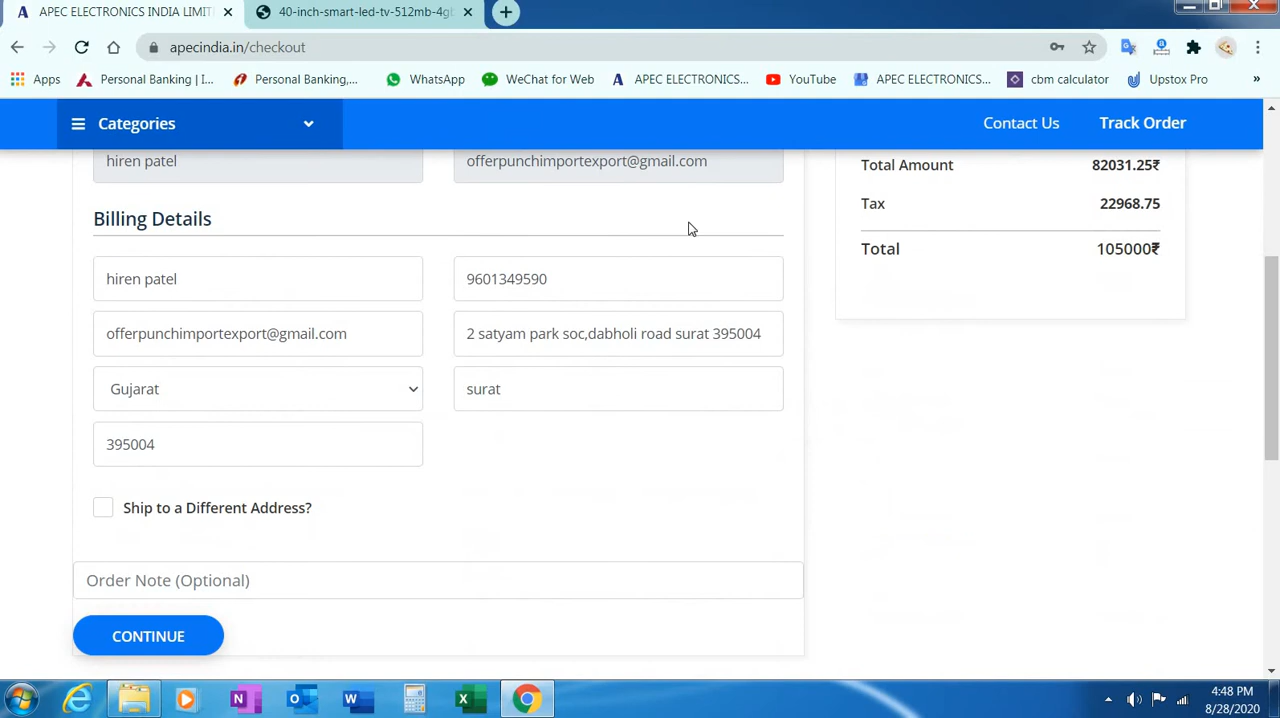 APEC ELECTRONICS INDIA LIMIT
40-inch-smart-led-tv-512mb-4g
apecindia.in/checkout
Apps
Personal Banking | I...
Personal Banking,...
WhatsApp
WeChat for Web
APEC ELECTRONICS...
YouTube
APEC ELECTRONICS...
cbm calculator
Upstox Pro
»
Categories
Contact Us
Track Order
hiren patel
offerpunchimportexport@gmail.com
Total Amount
82031.25₹
Tax
22968.75
Total
105000₹
Billing Details
hiren patel
9601349590
offerpunchimportexport@gmail.com
2 satyam park soc,dabholi road surat 395004
Gujarat
surat
395004
Ship to a Different Address?
Order Note (Optional)
CONTINUE
4:48 PM
8/28/2020